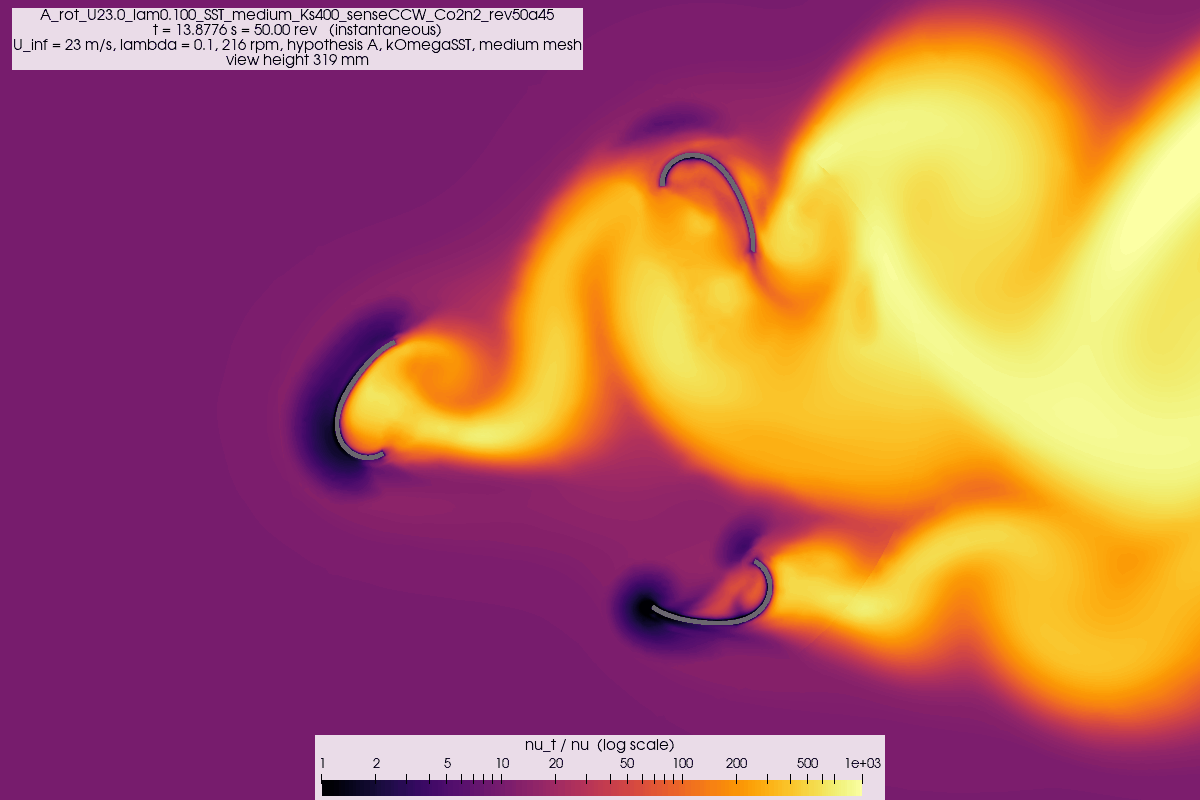 A_rot_U23.0_lam0.100_SST_medium_Ks400_senseCCW_Co2n2_rev50a45
t = 13.8776 s = 50.00 rev (instantaneous)
U_inf = 23 m/s, lambda = 0.1, 216 rpm, hypothesis A, kOmegaSST, medium mesh
view height 319 mm
nu_t / nu (log scale)
1 2 5 10 20 50 100 200 500 1e+03